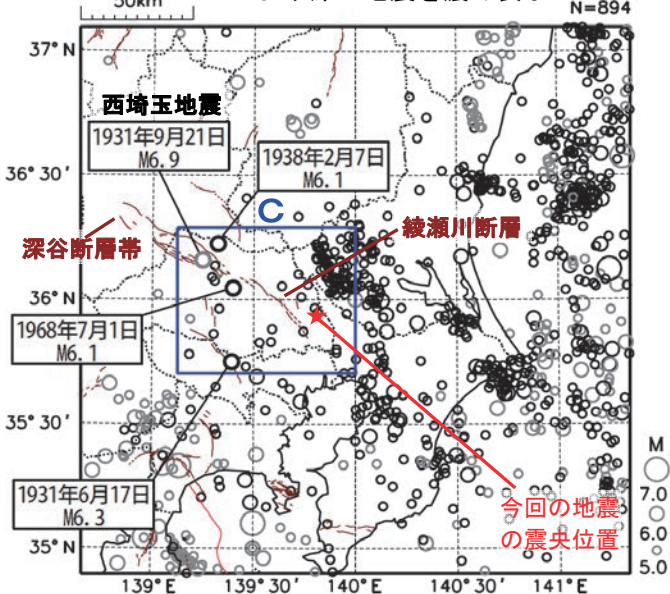 50km
N=894
37°N
西埼玉地震
1931年9月21日
M6.9
1938年2月7日
M6.1
36°30′
C
綾瀬川断層
深谷断層帯
36°N
1968年7月1日
M6.1
35°30′
M
7.0
6.0
5.0
1931年6月17日
M6.3
今回の地震
の震央位置
35°N
139°E
139°30′
140°E
140°30′
141°E